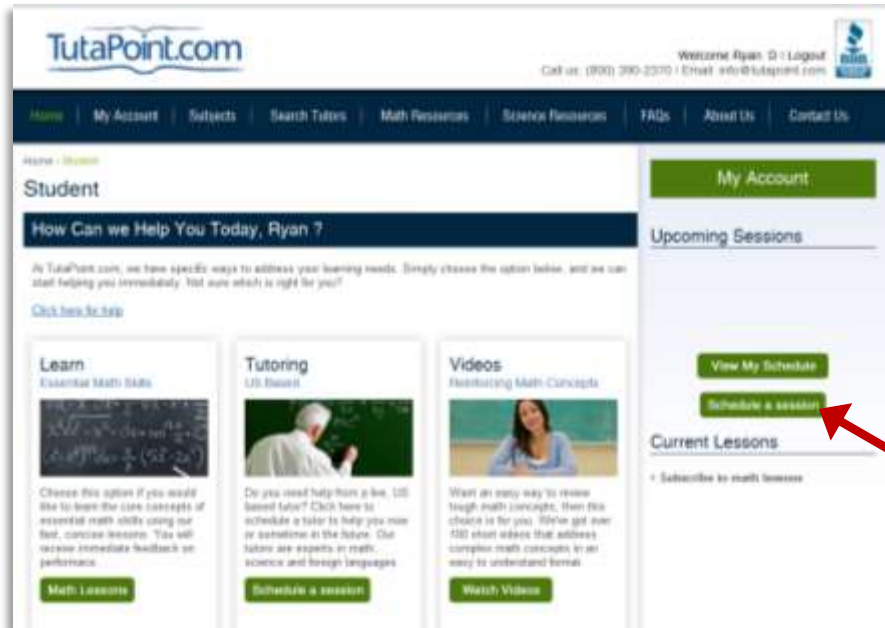 TutaPoint.com
Welcome Ryan D | Logout
Call us: (800) 390-2370 | Email: info@tutapoint.com
BBB
Home | My Account | Subjects | Search Tutors | Math Resources | Science Resources | FAQs | About Us | Contact Us
Home › Student
Student
How Can we Help You Today, Ryan ?
At TutaPoint.com, we have specific ways to address your learning needs. Simply choose the option below, and we can
start helping you immediately. Not sure which is right for you?
Click here for help
Learn
Essential Math Skills
Choose this option if you would
like to learn the core concepts of
essential math skills using our
fast, concise lessons. You will
receive immediate feedback on
performace.
Math Lessons
Tutoring
US Based
Do you need help from a live, US
based tutor? Click here to
schedule a tutor to help you now
or sometime in the future. Our
tutors are experts in math,
science and foreign languages
Schedule a session
Videos
Reinforcing Math Concepts
Want an easy way to review
tough math concepts, then this
choice is for you. We've got over
100 short videos that address
complex math concepts in an
easy to understand format.
Watch Videos
My Account
Upcoming Sessions
View My Schedule
Schedule a session
Current Lessons
Subscribe to math lessons